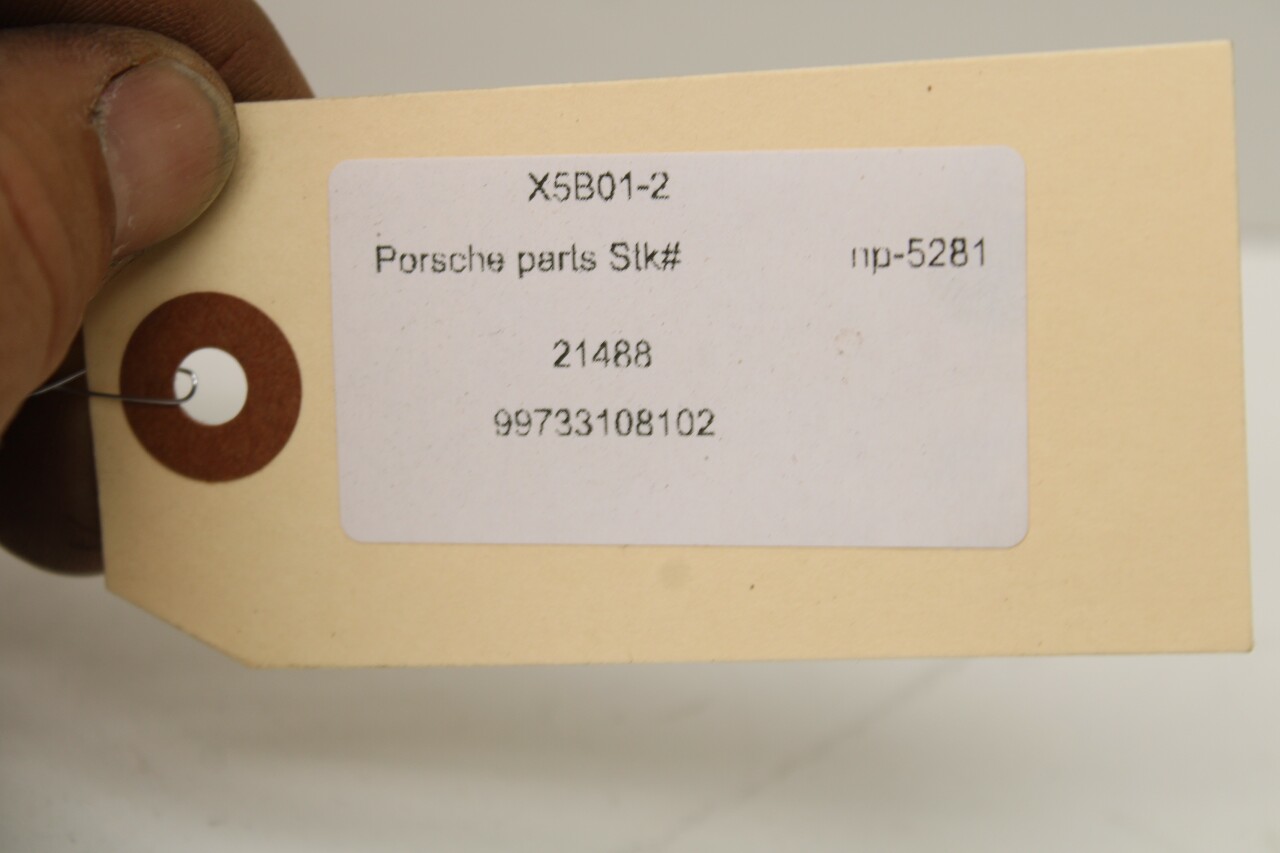 X5B01-2
Porsche parts Stk# np-5281
21488
99733108102